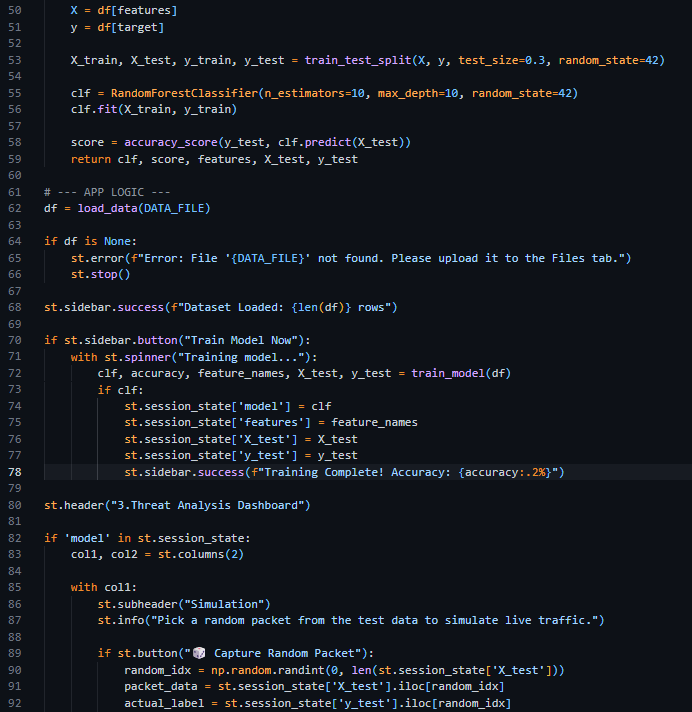 50 X = df[features]
51 y = df[target]
52
53 X_train, X_test, y_train, y_test = train_test_split(X, y, test_size=0.3, random_state=42)
54
55 clf = RandomForestClassifier(n_estimators=10, max_depth=10, random_state=42)
56 clf.fit(X_train, y_train)
57
58 score = accuracy_score(y_test, clf.predict(X_test))
59 return clf, score, features, X_test, y_test
60
61 # --- APP LOGIC ---
62 df = load_data(DATA_FILE)
63
64 if df is None:
65 st.error(f"Error: File '{DATA_FILE}' not found. Please upload it to the Files tab.")
66 st.stop()
67
68 st.sidebar.success(f"Dataset Loaded: {len(df)} rows")
69
70 if st.sidebar.button("Train Model Now"):
71 with st.spinner("Training model..."):
72 clf, accuracy, feature_names, X_test, y_test = train_model(df)
73 if clf:
74 st.session_state['model'] = clf
75 st.session_state['features'] = feature_names
76 st.session_state['X_test'] = X_test
77 st.session_state['y_test'] = y_test
78 st.sidebar.success(f"Training Complete! Accuracy: {accuracy:.2%}")
79
80 st.header("3.Threat Analysis Dashboard")
81
82 if 'model' in st.session_state:
83 col1, col2 = st.columns(2)
84
85 with col1:
86 st.subheader("Simulation")
87 st.info("Pick a random packet from the test data to simulate live traffic.")
88
89 if st.button("🎲 Capture Random Packet"):
90 random_idx = np.random.randint(0, len(st.session_state['X_test']))
91 packet_data = st.session_state['X_test'].iloc[random_idx]
92 actual_label = st.session_state['y_test'].iloc[random_idx]